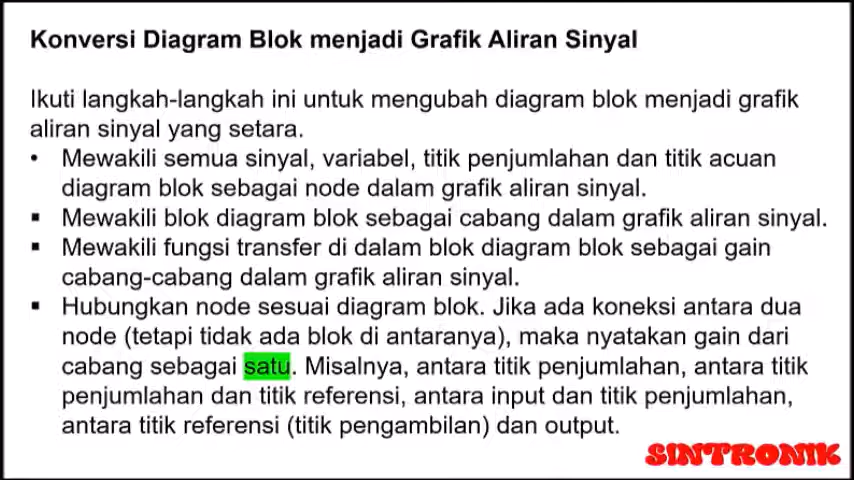 Konversi Diagram Blok menjadi Grafik Aliran Sinyal
Ikuti langkah-langkah ini untuk mengubah diagram blok menjadi grafik
aliran sinyal yang setara.
• Mewakili semua sinyal, variabel, titik penjumlahan dan titik acuan
diagram blok sebagai node dalam grafik aliran sinyal.
▪ Mewakili blok diagram blok sebagai cabang dalam grafik aliran sinyal.
▪ Mewakili fungsi transfer di dalam blok diagram blok sebagai gain
cabang-cabang dalam grafik aliran sinyal.
▪ Hubungkan node sesuai diagram blok. Jika ada koneksi antara dua
node (tetapi tidak ada blok di antaranya), maka nyatakan gain dari
cabang sebagai satu. Misalnya, antara titik penjumlahan, antara titik
penjumlahan dan titik referensi, antara input dan titik penjumlahan,
antara titik referensi (titik pengambilan) dan output.
SINTRONIK